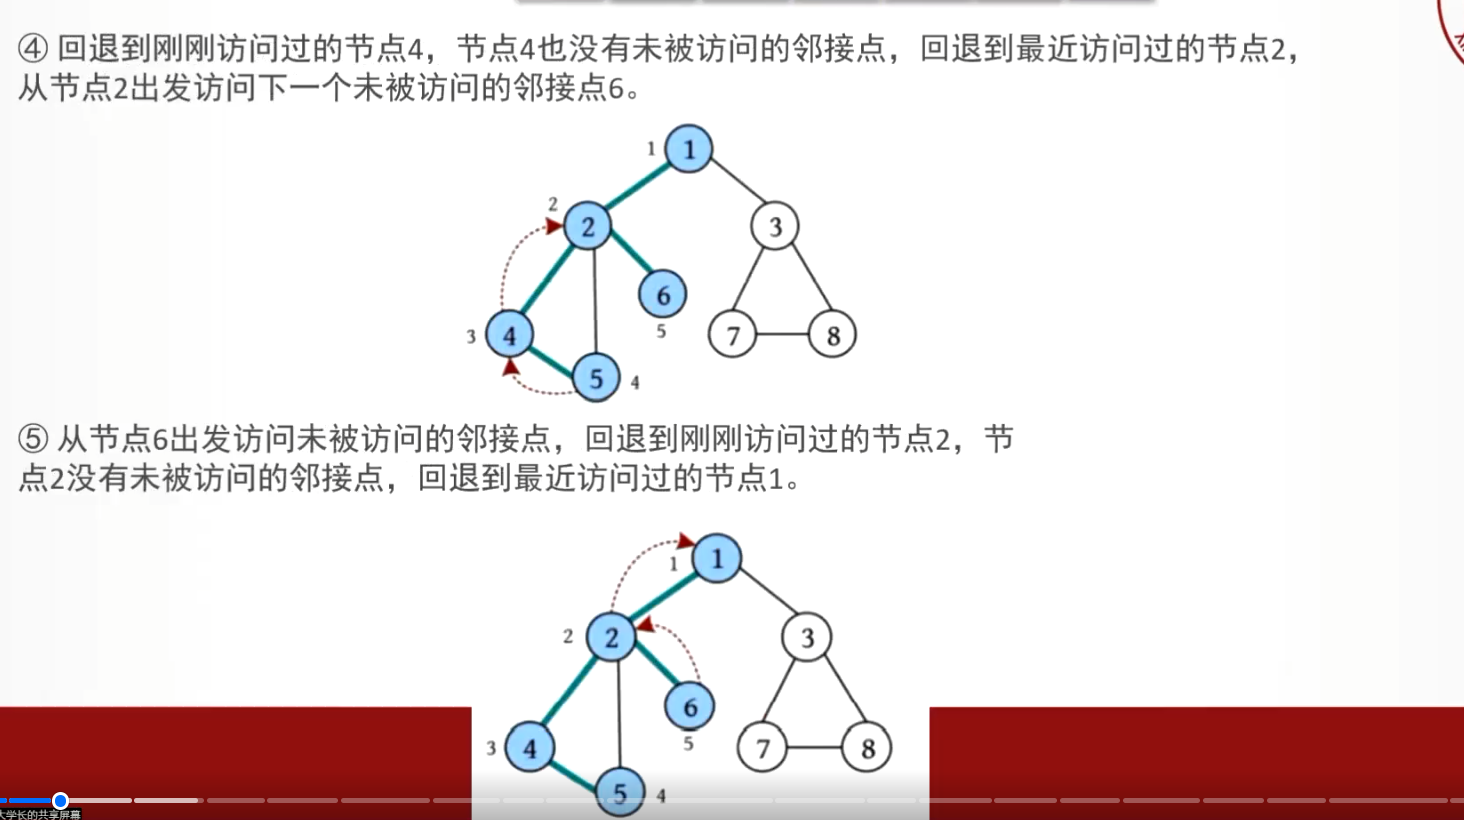 ④ 回退到刚刚访问过的节点4，节点4也没有未被访问的邻接点，回退到最近访问过的节点2，
从节点2出发访问下一个未被访问的邻接点6。
1 1
2
2 3
6
3 4 5 7 8
5 4
⑤ 从节点6出发访问未被访问的邻接点，回退到刚刚访问过的节点2，节
点2没有未被访问的邻接点，回退到最近访问过的节点1。
1 1
2 2 3
6
3 4 5 7 8
5 4
大学长的共享屏幕